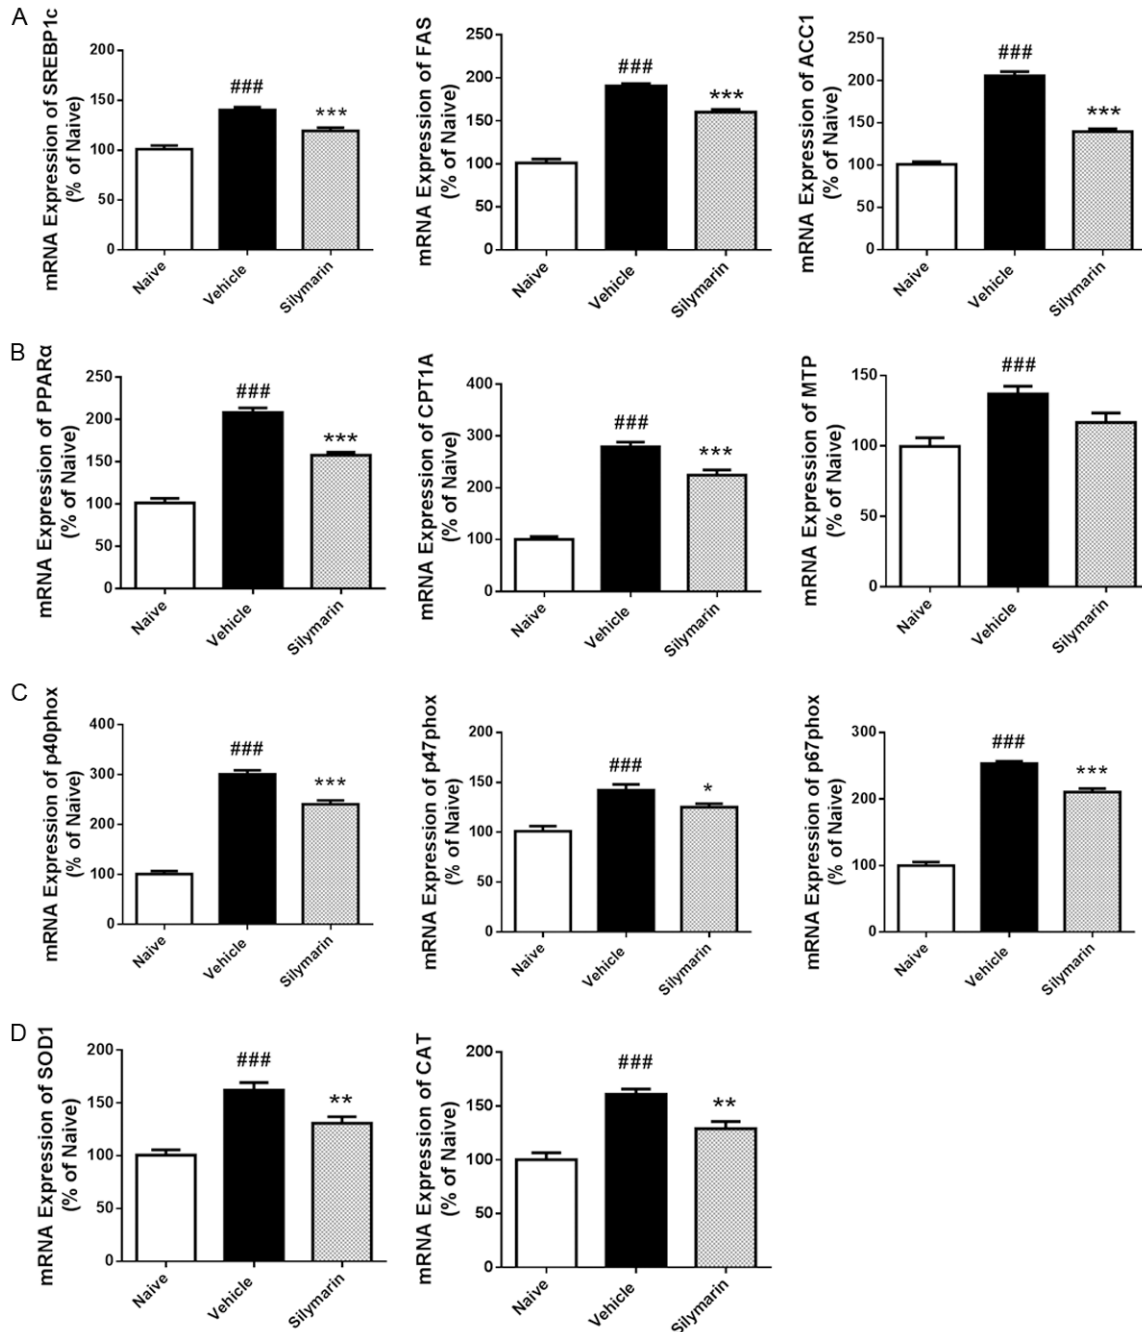 A
mRNA Expression of SREBP1c
(% of Naive)
200
150
100
50
0
###
***
Naive
Vehicle
Silymarin
mRNA Expression of FAS
(% of Naive)
250
200
150
100
50
0
###
***
Naive
Vehicle
Silymarin
mRNA Expression of ACC1
(% of Naive)
250
200
150
100
50
0
###
***
Naive
Vehicle
Silymarin
B
mRNA Expression of PPARα
(% of Naive)
250
200
150
100
50
0
###
***
Naive
Vehicle
Silymarin
mRNA Expression of CPT1A
(% of Naive)
400
300
200
100
0
###
***
Naive
Vehicle
Silymarin
mRNA Expression of MTP
(% of Naive)
150
100
50
0
###
Naive
Vehicle
Silymarin
C
mRNA Expression of p40phox
(% of Naive)
400
300
200
100
0
###
***
Naive
Vehicle
Silymarin
mRNA Expression of p47phox
(% of Naive)
200
150
100
50
0
###
*
Naive
Vehicle
Silymarin
mRNA Expression of p67phox
(% of Naive)
300
200
100
0
###
***
Naive
Vehicle
Silymarin
D
mRNA Expression of SOD1
(% of Naive)
200
150
100
50
0
###
**
Naive
Vehicle
Silymarin
mRNA Expression of CAT
(% of Naive)
200
150
100
50
0
###
**
Naive
Vehicle
Silymarin